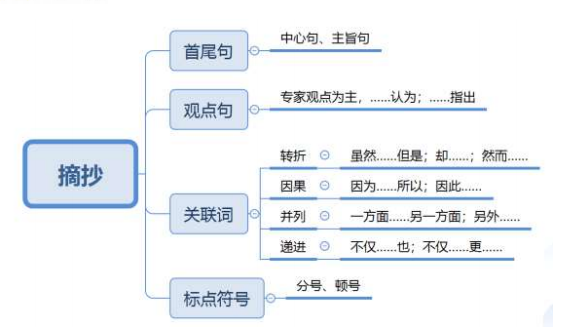 摘抄
首尾句
中心句、主旨句
观点句
专家观点为主，……认为；……指出
关联词
转折
虽然……但是；却……；然而……
因果
因为……所以；因此……
并列
一方面……另一方面；另外……
递进
不仅……也；不仅……更……
标点符号
分号、顿号